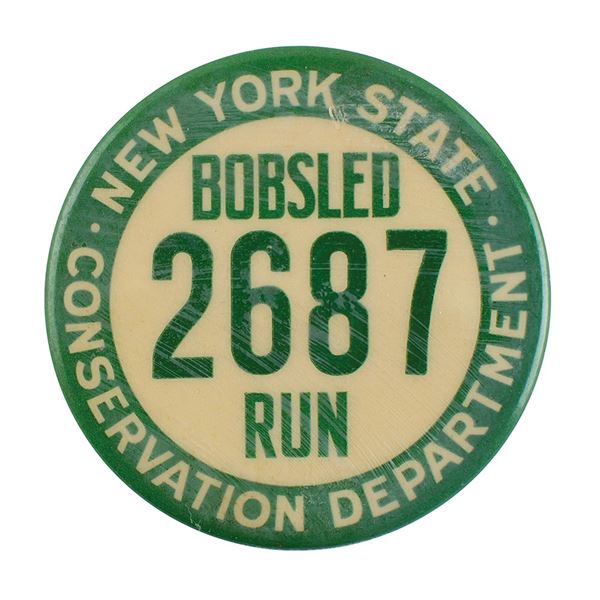 NEW YORK STATE
BOBSLED
2687
RUN
· CONSERVATION DEPARTMENT ·